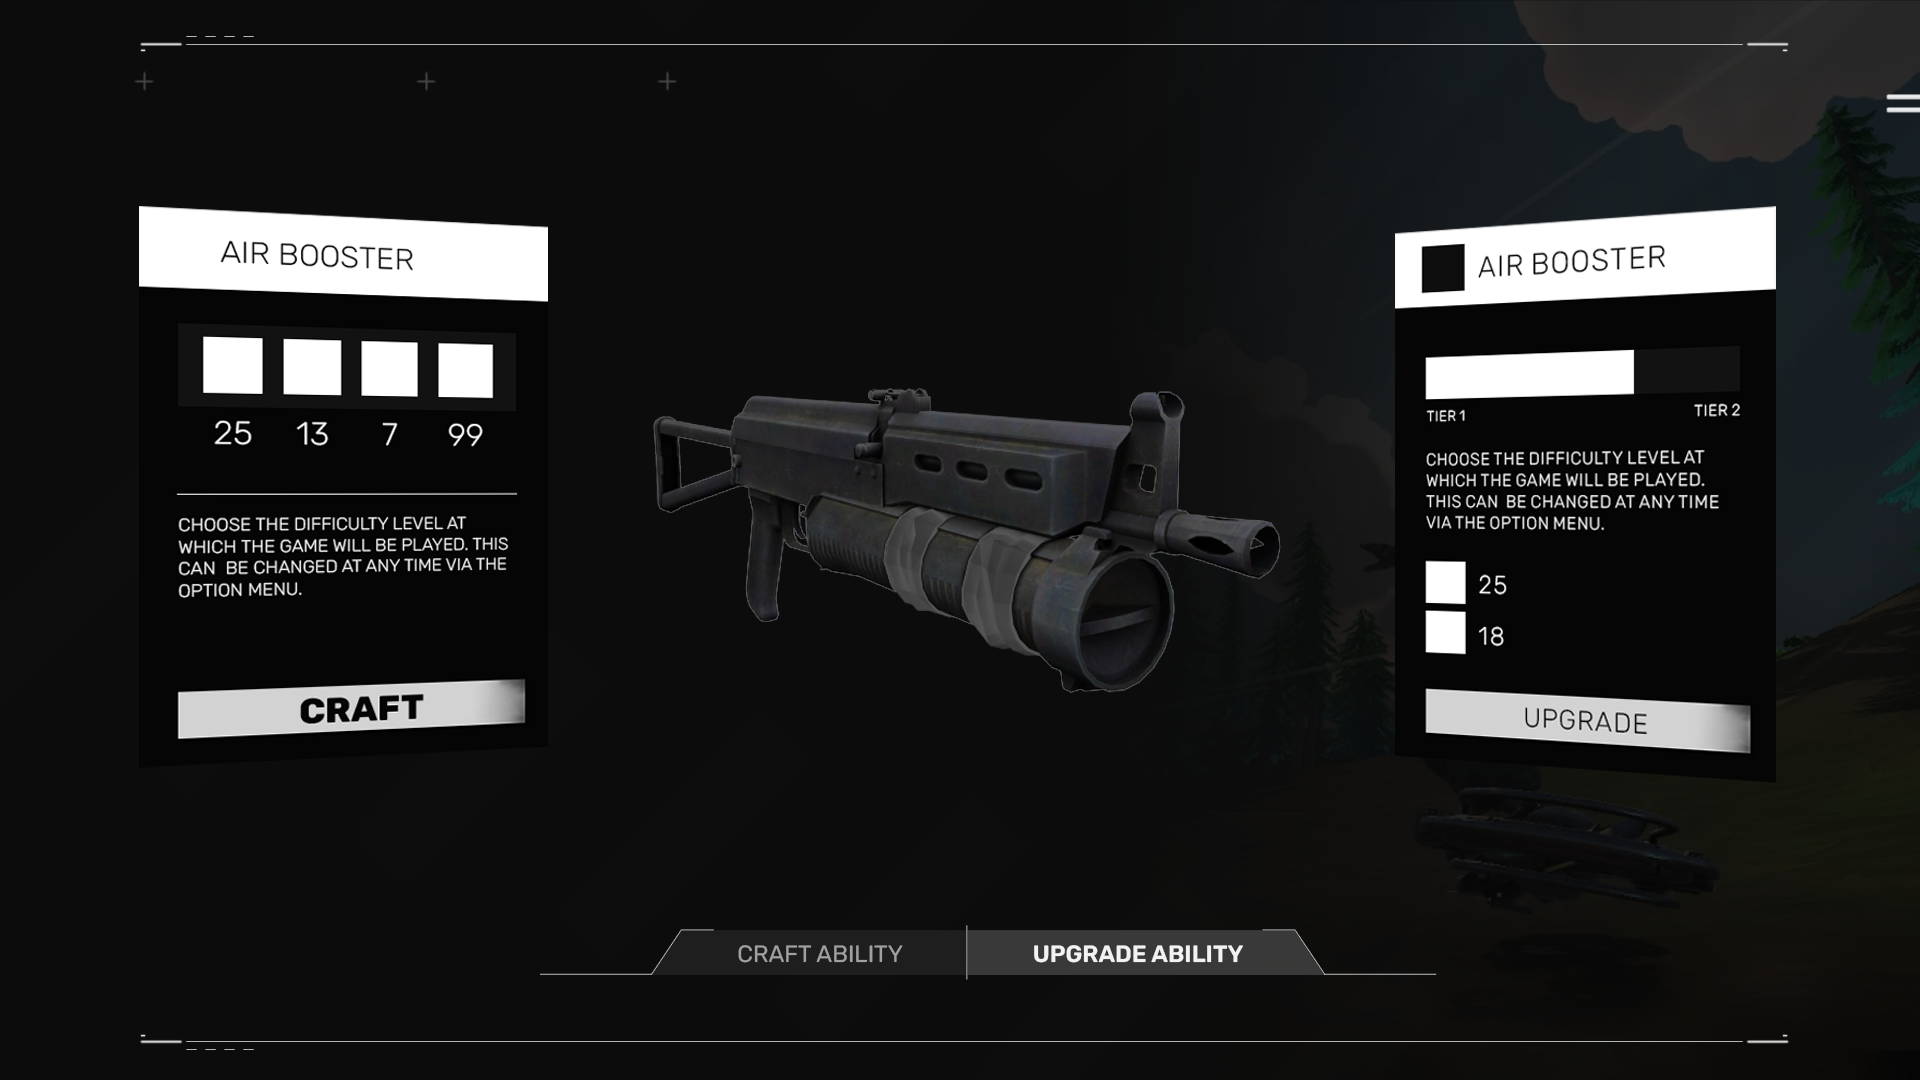 AIR BOOSTER
25 13 7 99
CHOOSE THE DIFFICULTY LEVEL AT
WHICH THE GAME WILL BE PLAYED. THIS
CAN  BE CHANGED AT ANY TIME VIA THE
OPTION MENU.
CRAFT
AIR BOOSTER
TIER 1 TIER 2
CHOOSE THE DIFFICULTY LEVEL AT
WHICH THE GAME WILL BE PLAYED.
THIS CAN  BE CHANGED AT ANY TIME
VIA THE OPTION MENU.
25
18
UPGRADE
CRAFT ABILITY
UPGRADE ABILITY